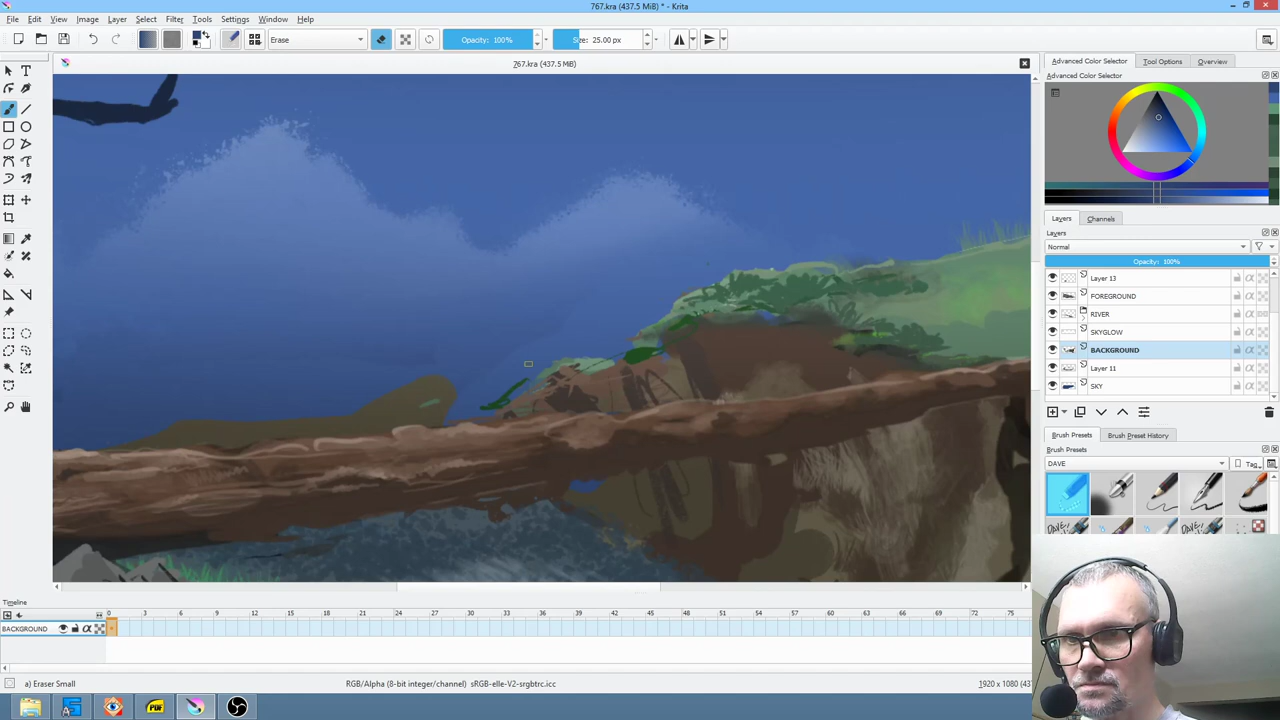 767.kra (437.5 MiB) * - Krita
File Edit View Image Layer Select Filter Tools Settings Window Help
Erase Opacity: 100% Size: 25.00 px
767.kra (437.5 MiB)
Advanced Color Selector Tool Options Overview
Advanced Color Selector
Layers Channels
Layers
Normal
Opacity: 100%
Layer 13
FOREGROUND
RIVER
SKYGLOW
BACKGROUND
Layer 11
SKY
Brush Presets Brush Preset History
Brush Presets
DAVE Tag
Timeline
0 3 6 9 12 15 18 21 24 27 30 33 36 39 42 45 48 51 54 57 60 63 66 69 72 75
BACKGROUND
a) Eraser Small RGB/Alpha (8-bit integer/channel) sRGB-elle-V2-srgbtrc.icc 1920 x 1080 (437
PDF